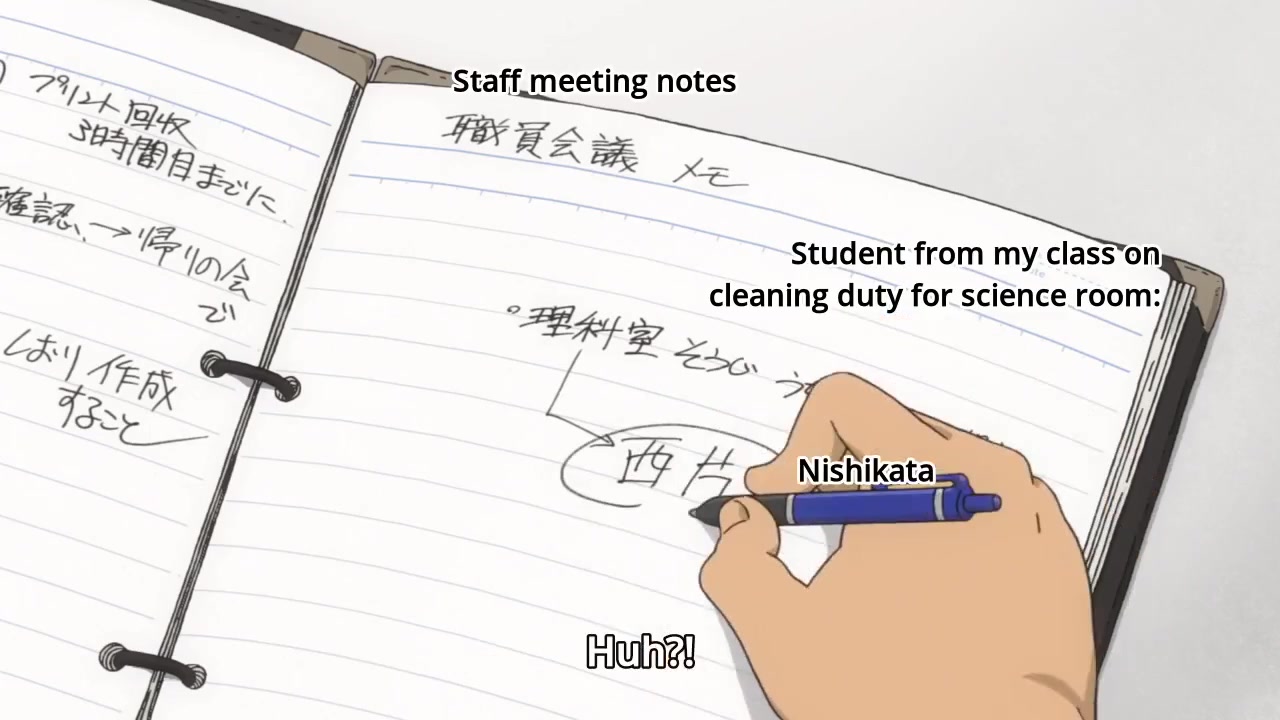 プリント回収
3時間目までに.
確認、→帰りの会
で
しおり作成
すること
Staff meeting notes
職員会議 メモ
Student from my class on
cleaning duty for science room:
理科室 そうじ
西片
Nishikata
Huh?!